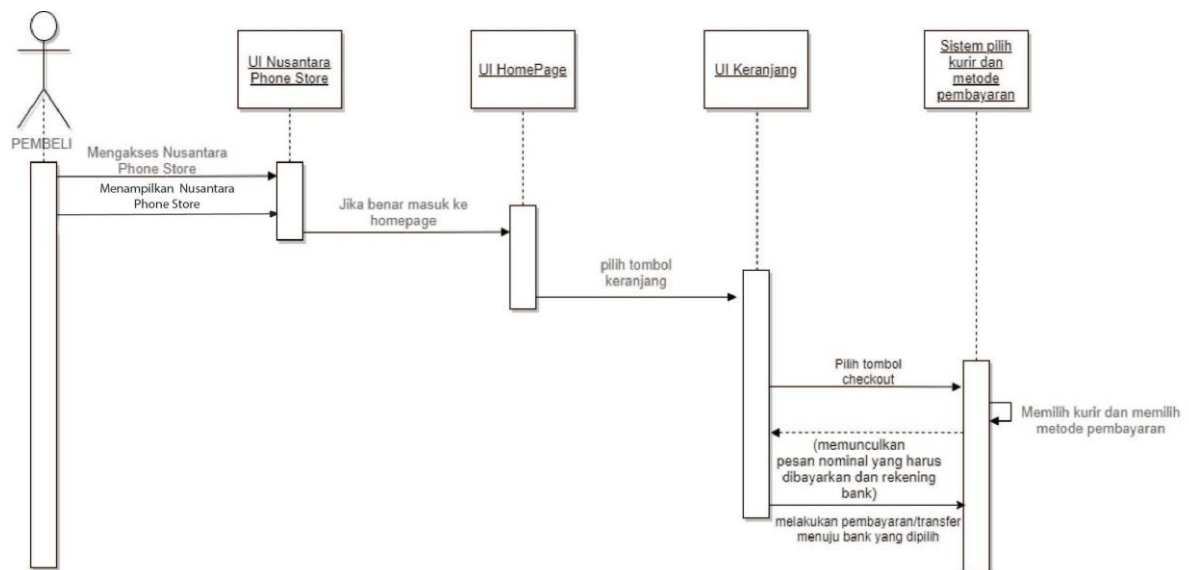 PEMBELI
UI Nusantara
Phone Store
UI HomePage
UI Keranjang
Sistem pilih
kurir dan
metode
pembayaran
Mengakses Nusantara
Phone Store
Menampilkan Nusantara
Phone Store
Jika benar masuk ke
homepage
pilih tombol
keranjang
Pilih tombol
checkout
Memilih kurir dan memilih
metode pembayaran
(memunculkan
pesan nominal yang harus
dibayarkan dan rekening
bank)
melakukan pembayaran/transfer
menuju bank yang dipilih